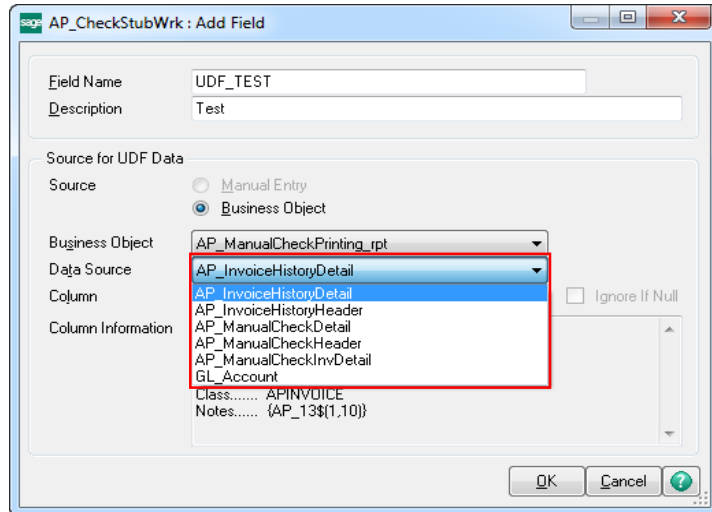 sage AP_CheckStubWrk : Add Field
Field Name UDF_TEST
Description Test
Source for UDF Data
Source Manual Entry
Business Object
Business Object AP_ManualCheckPrinting_rpt
Data Source AP_InvoiceHistoryDetail
Column AP_InvoiceHistoryDetail Ignore If Null
AP_InvoiceHistoryHeader
Column Information AP_ManualCheckDetail
AP_ManualCheckHeader
AP_ManualCheckInvDetail
GL_Account
Class....... APINVOICE
Notes...... {AP_13$(1,10)}
OK Cancel ?